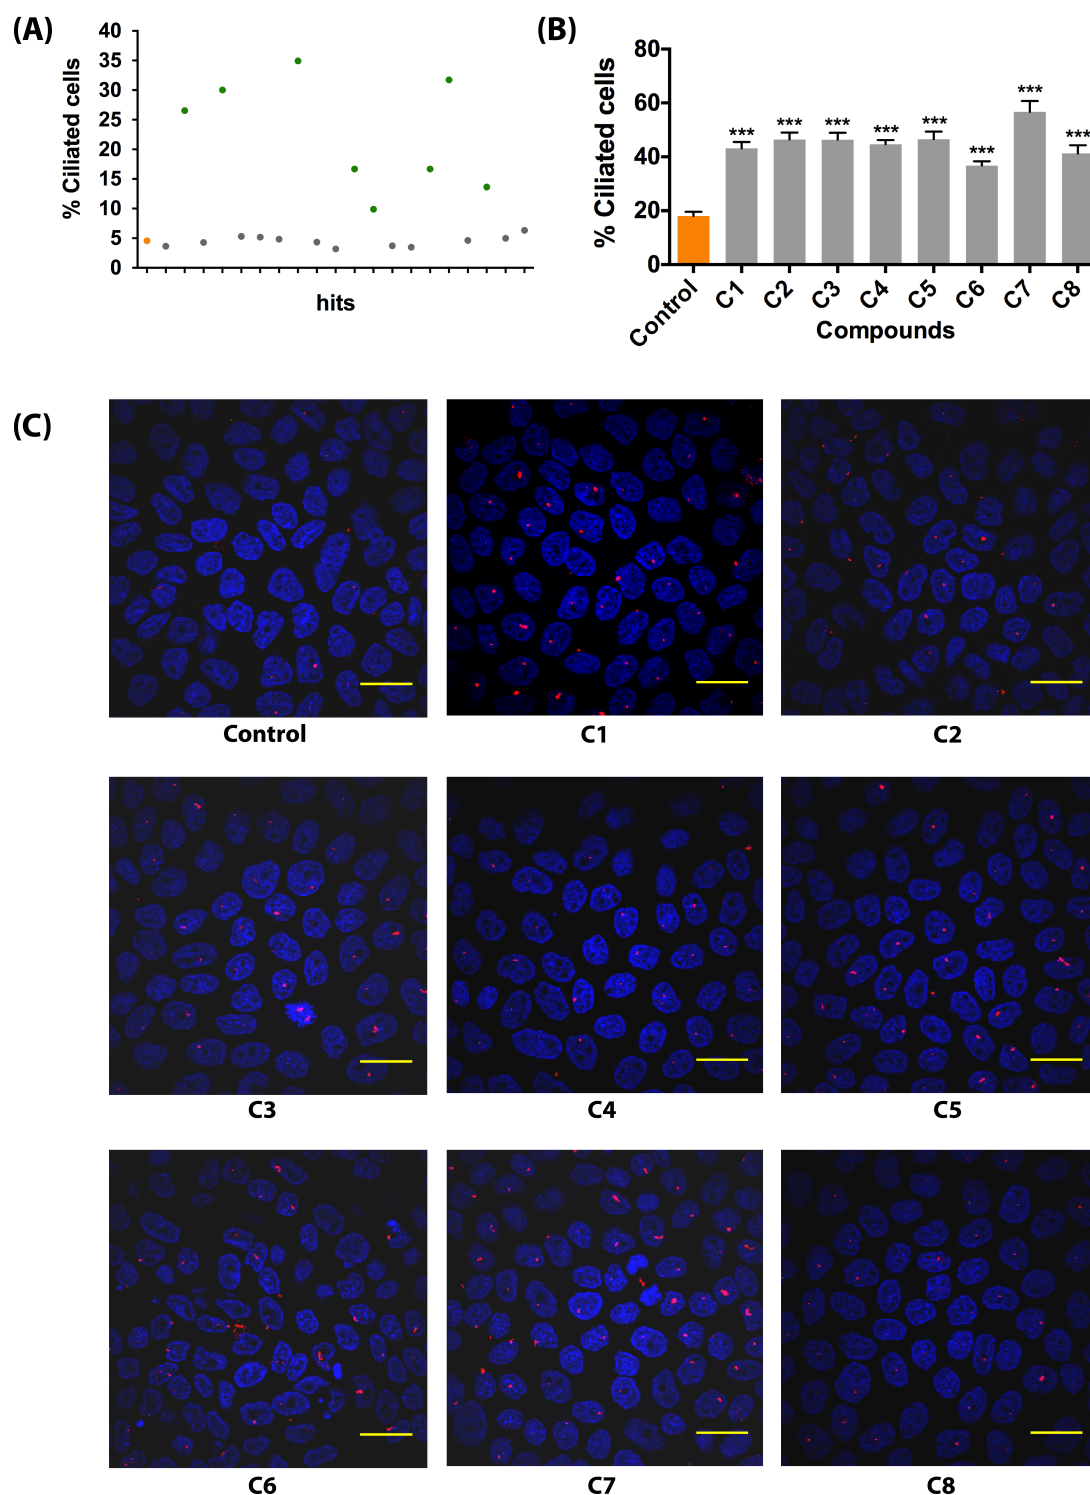 (A)
40
35
30
25
20
15
10
5
0
% Ciliated cells
hits
(B)
80
60
40
20
0
% Ciliated cells
*** *** *** *** *** *** *** ***
Control C1 C2 C3 C4 C5 C6 C7 C8
Compounds
(C)
Control C1 C2
C3 C4 C5
C6 C7 C8